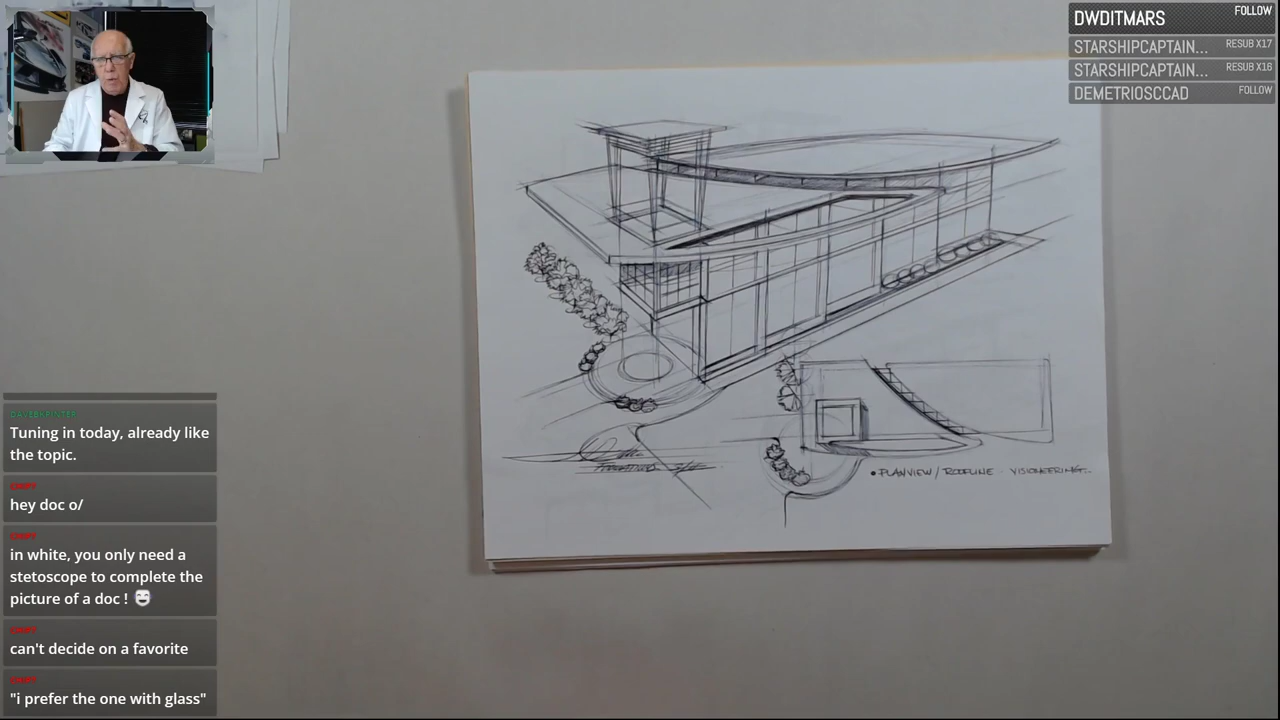 DWDITMARS FOLLOW
STARSHIPCAPTAIN... RESUB X17
STARSHIPCAPTAIN... RESUB X16
DEMETRIOSCCAD FOLLOW
Tuning in today, already like
the topic.
hey doc o/
in white, you only need a
stetoscope to complete the
picture of a doc !
can't decide on a favorite
"i prefer the one with glass"
•PLANVIEW/ROOFLINE - VISIONEERING...